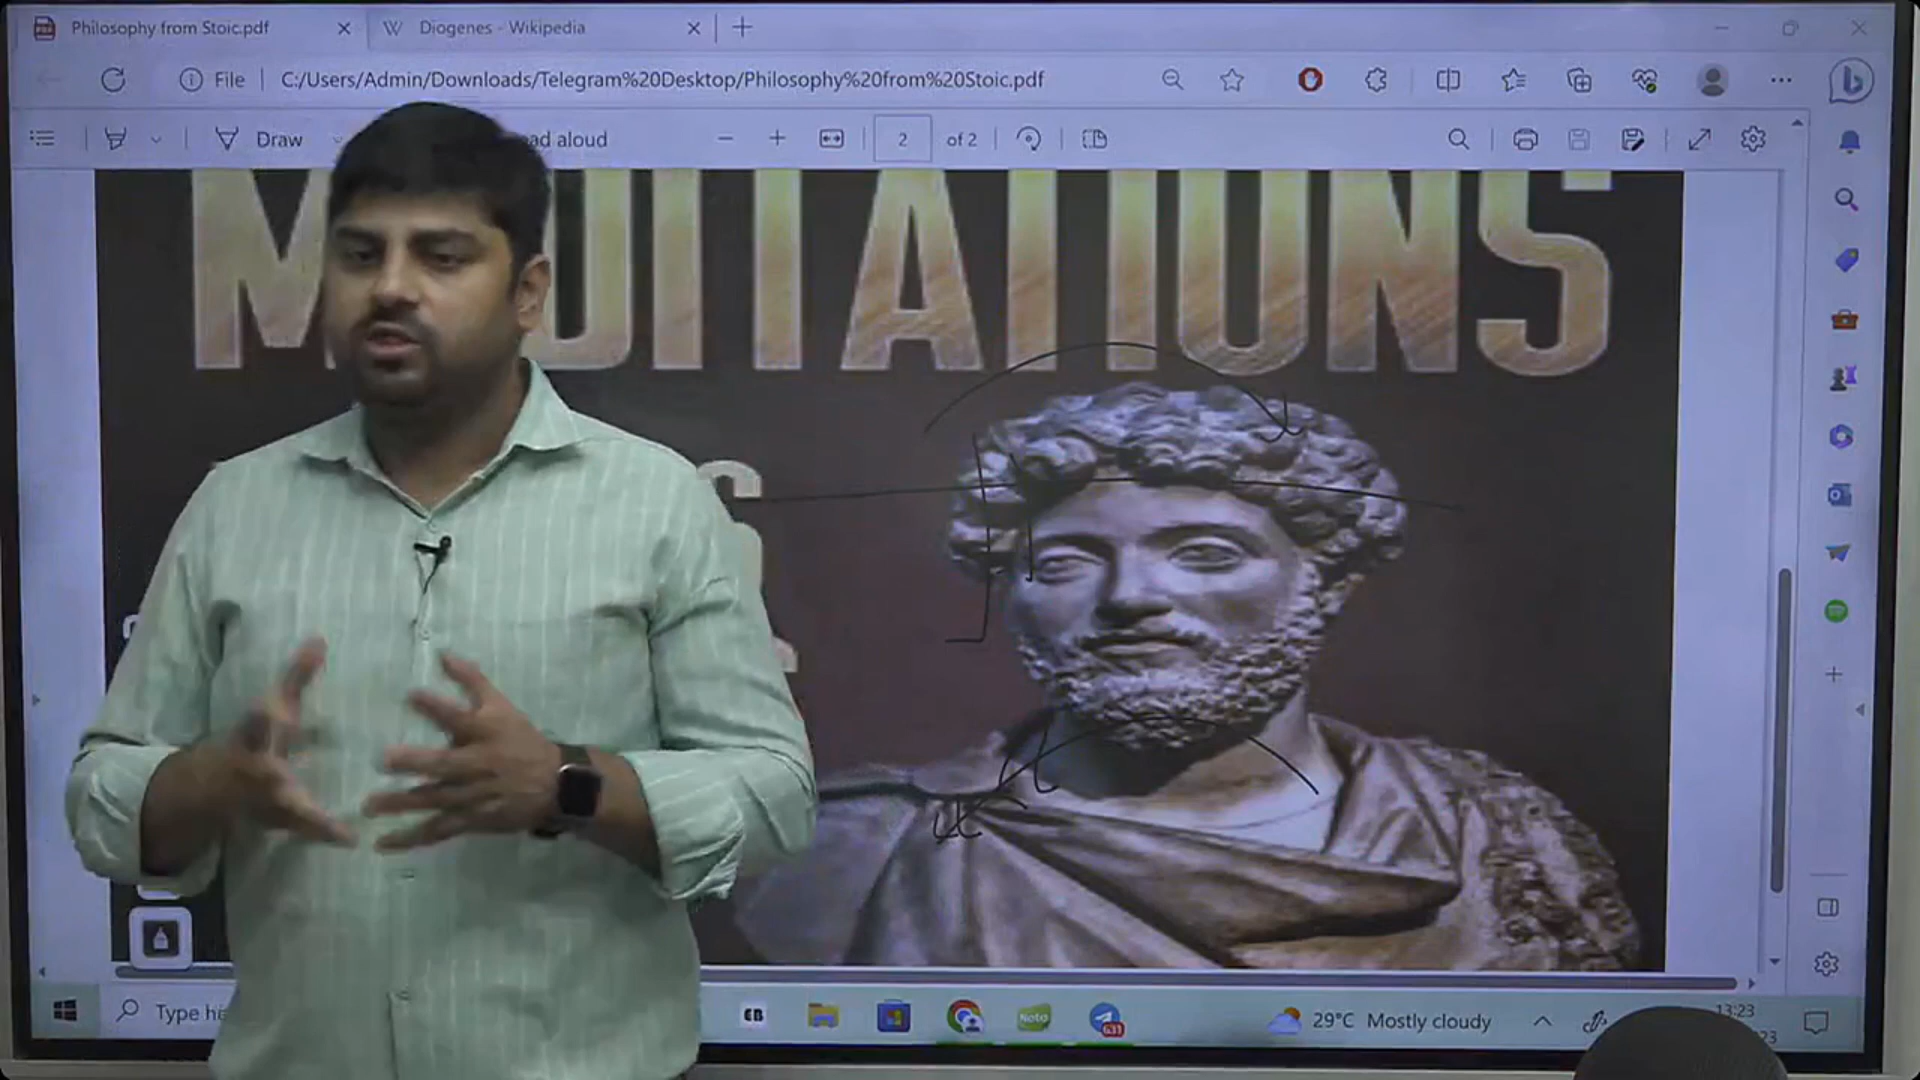 Philosophy from Stoic.pdf
W Diogenes - Wikipedia
File C:/Users/Admin/Downloads/Telegram%20Desktop/Philosophy%20from%20Stoic.pdf
Draw ad aloud 2 of 2
M DITATIONS
S
Type he
29°C Mostly cloudy
13:23
23